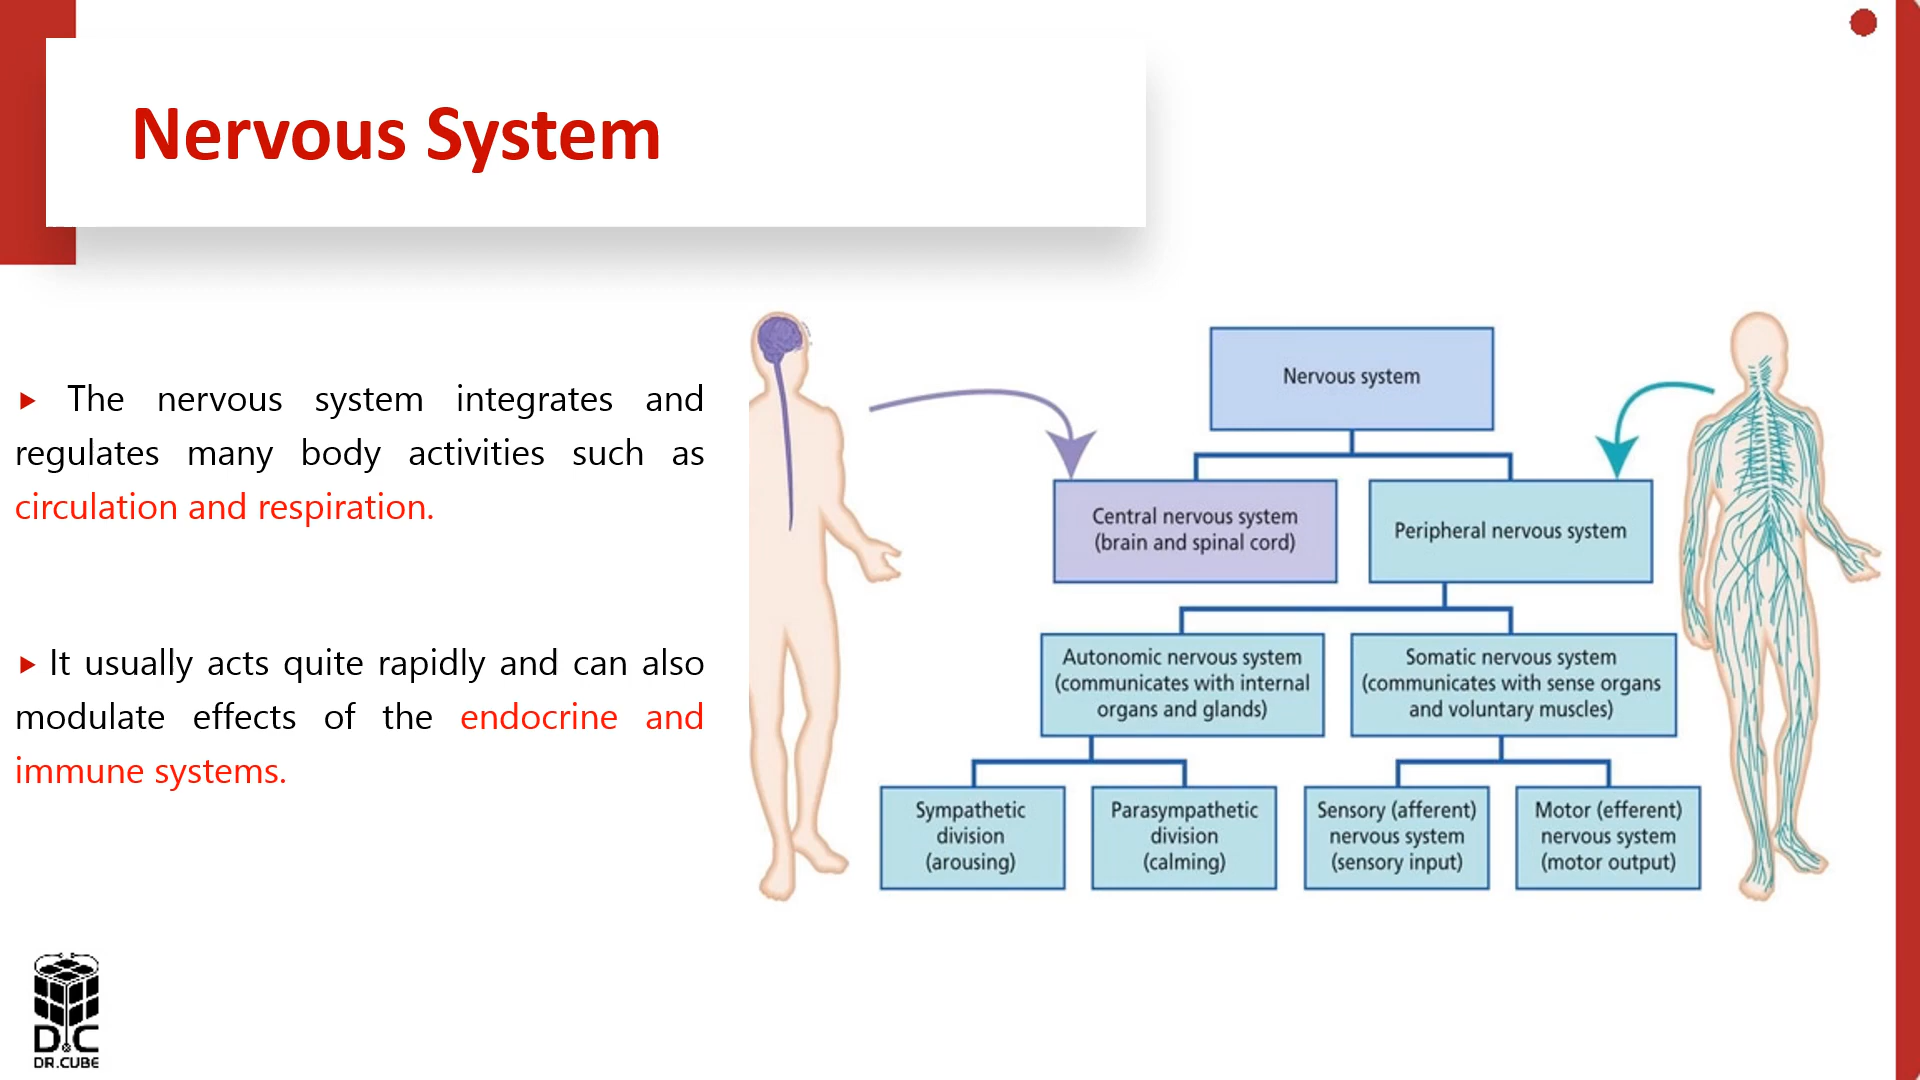 Nervous System
▸ The nervous system integrates and
regulates many body activities such as
circulation and respiration.
▸ It usually acts quite rapidly and can also
modulate effects of the endocrine and
immune systems.
Nervous system
Central nervous system
(brain and spinal cord)
Peripheral nervous system
Autonomic nervous system
(communicates with internal
organs and glands)
Somatic nervous system
(communicates with sense organs
and voluntary muscles)
Sympathetic
division
(arousing)
Parasympathetic
division
(calming)
Sensory (afferent)
nervous system
(sensory input)
Motor (efferent)
nervous system
(motor output)
DC
DR.CUBE